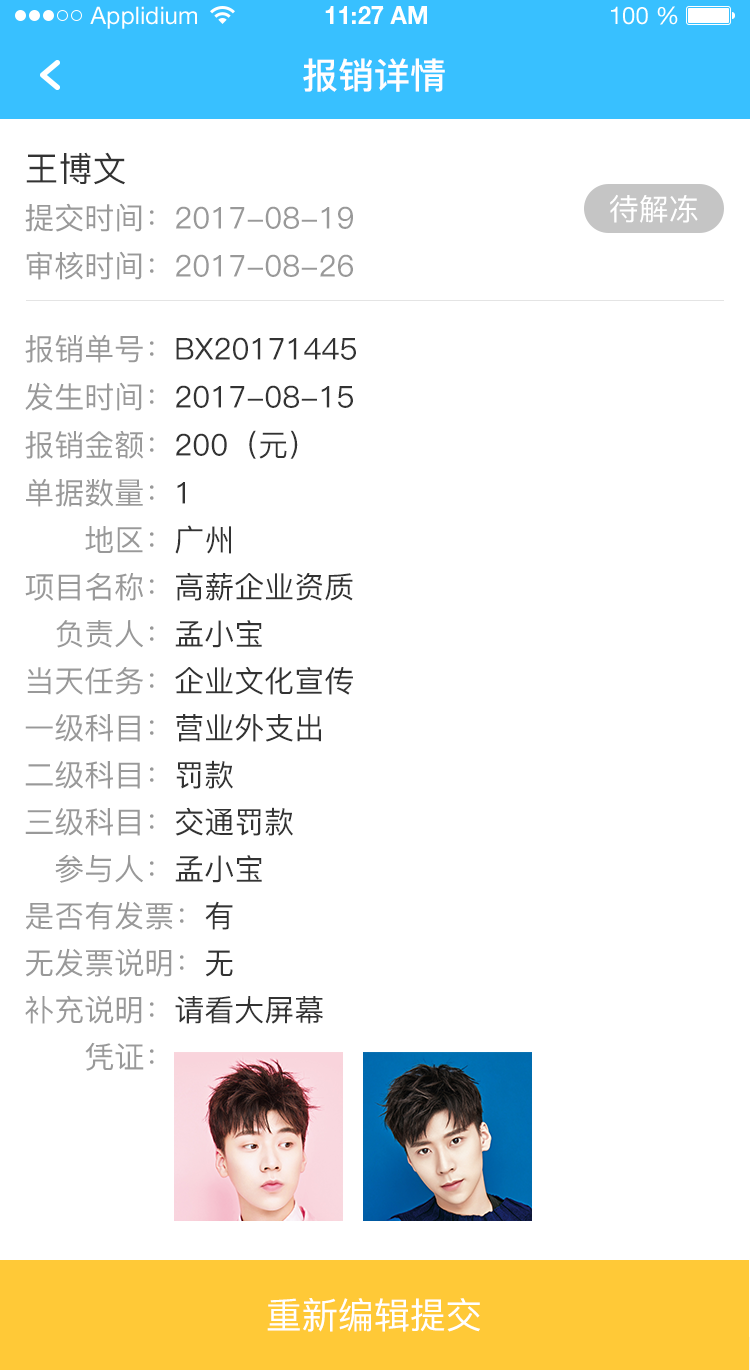 Applidium 11:27 AM 100 %
报销详情
王博文
提交时间：2017-08-19
待解冻
审核时间：2017-08-26
报销单号：BX20171445
发生时间：2017-08-15
报销金额：200（元）
单据数量：1
地区：广州
项目名称：高薪企业资质
负责人：孟小宝
当天任务：企业文化宣传
一级科目：营业外支出
二级科目：罚款
三级科目：交通罚款
参与人：孟小宝
是否有发票：有
无发票说明：无
补充说明：请看大屏幕
凭证：
重新编辑提交